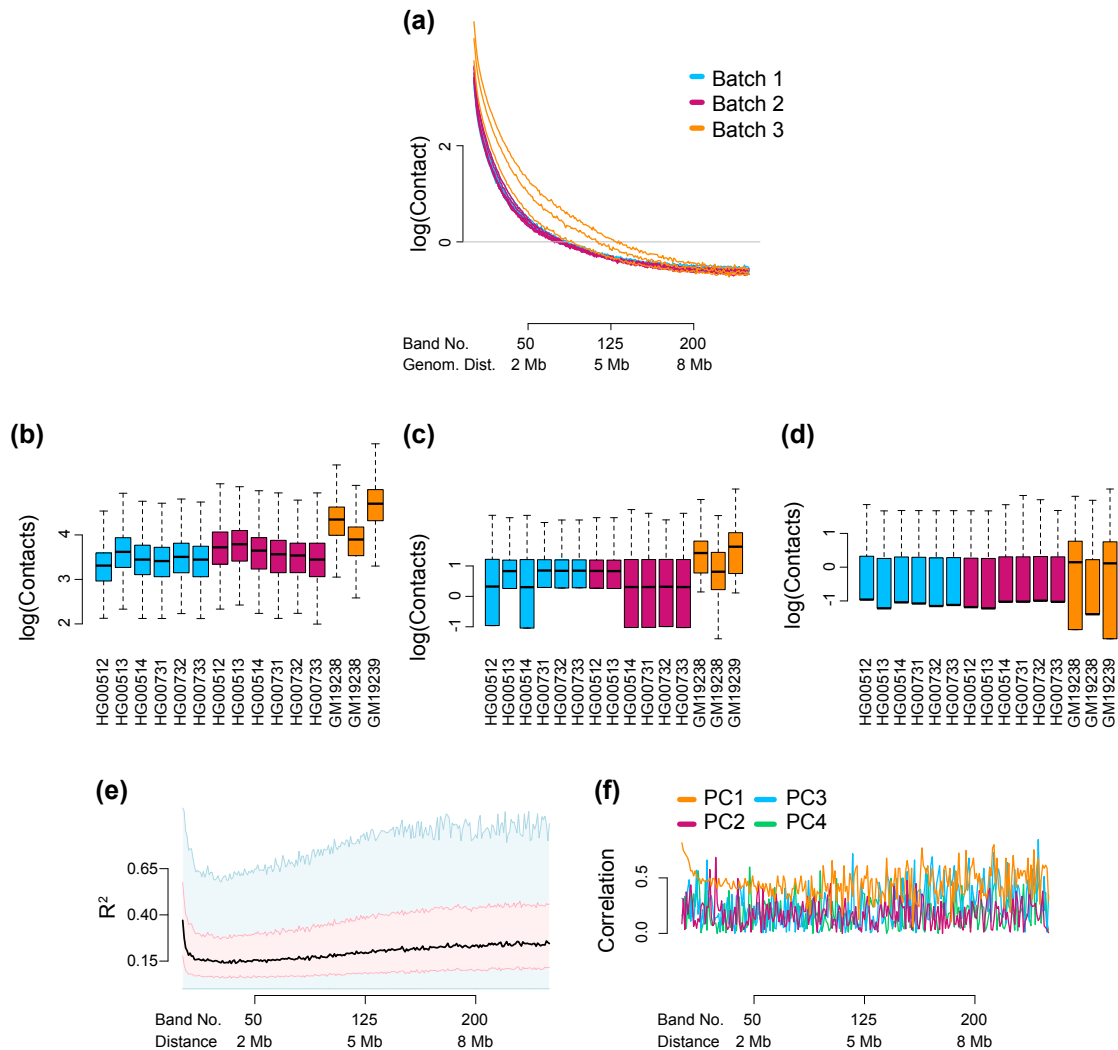 (a)
Batch 1
Batch 2
Batch 3
log(Contact)
2
0
Band No. 50 125 200
Genom. Dist. 2 Mb 5 Mb 8 Mb
(b)
log(Contacts)
4
3
2
HG00512
HG00513
HG00514
HG00731
HG00732
HG00733
HG00512
HG00513
HG00514
HG00731
HG00732
HG00733
GM19238
GM19238
GM19239
(c)
log(Contacts)
1
0
-1
HG00512
HG00513
HG00514
HG00731
HG00732
HG00733
HG00512
HG00513
HG00514
HG00731
HG00732
HG00733
GM19238
GM19238
GM19239
(d)
log(Contacts)
0
-1
HG00512
HG00513
HG00514
HG00731
HG00732
HG00733
HG00512
HG00513
HG00514
HG00731
HG00732
HG00733
GM19238
GM19238
GM19239
(e)
R²
0.65
0.40
0.15
Band No. 50 125 200
Distance 2 Mb 5 Mb 8 Mb
(f)
PC1 PC3
PC2 PC4
Correlation
0.5
0.0
Band No. 50 125 200
Distance 2 Mb 5 Mb 8 Mb